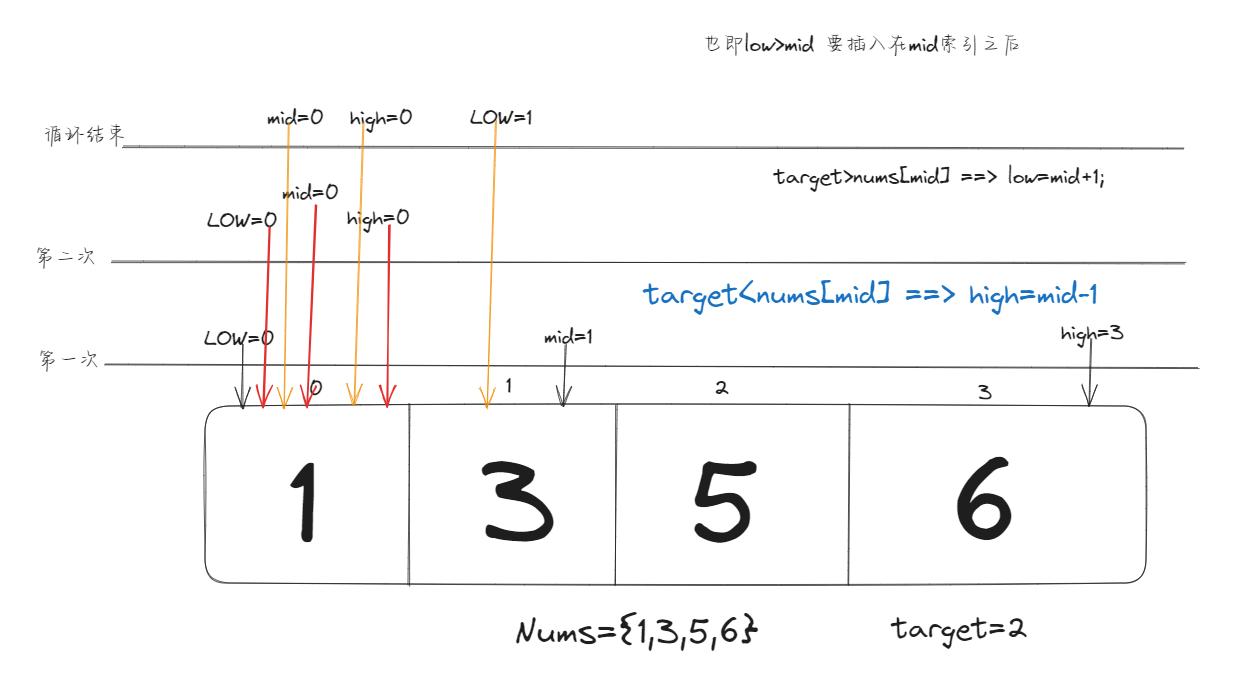 也即low>mid 要插入在mid索引之后
mid=0 high=0 LOW=1
循环结束
target>nums[mid] ==> low=mid+1;
mid=0
LOW=0 high=0
第二次
target<nums[mid] ==> high=mid-1
LOW=0 mid=1 high=3
第一次
0 1 2 3
1 3 5 6
Nums={1,3,5,6} target=2